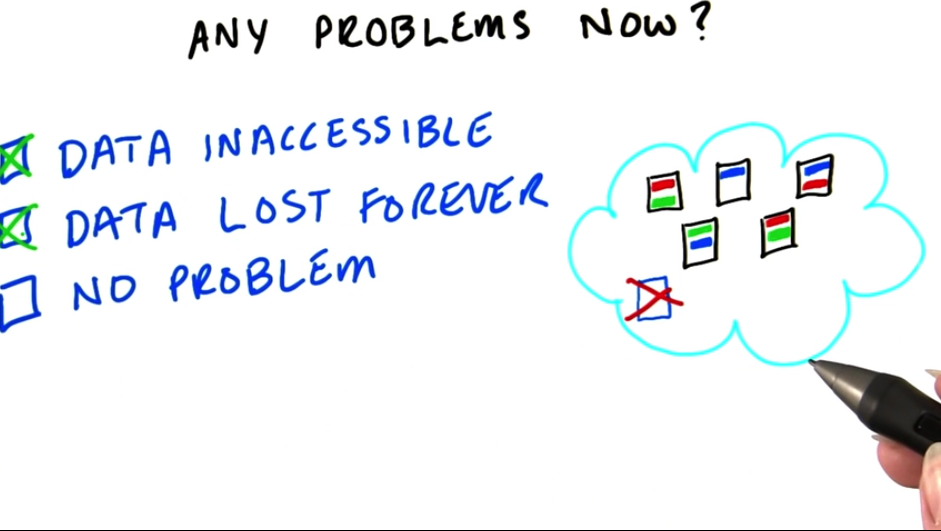 ANY PROBLEMS NOW?
DATA INACCESSIBLE
DATA LOST FOREVER
NO PROBLEM